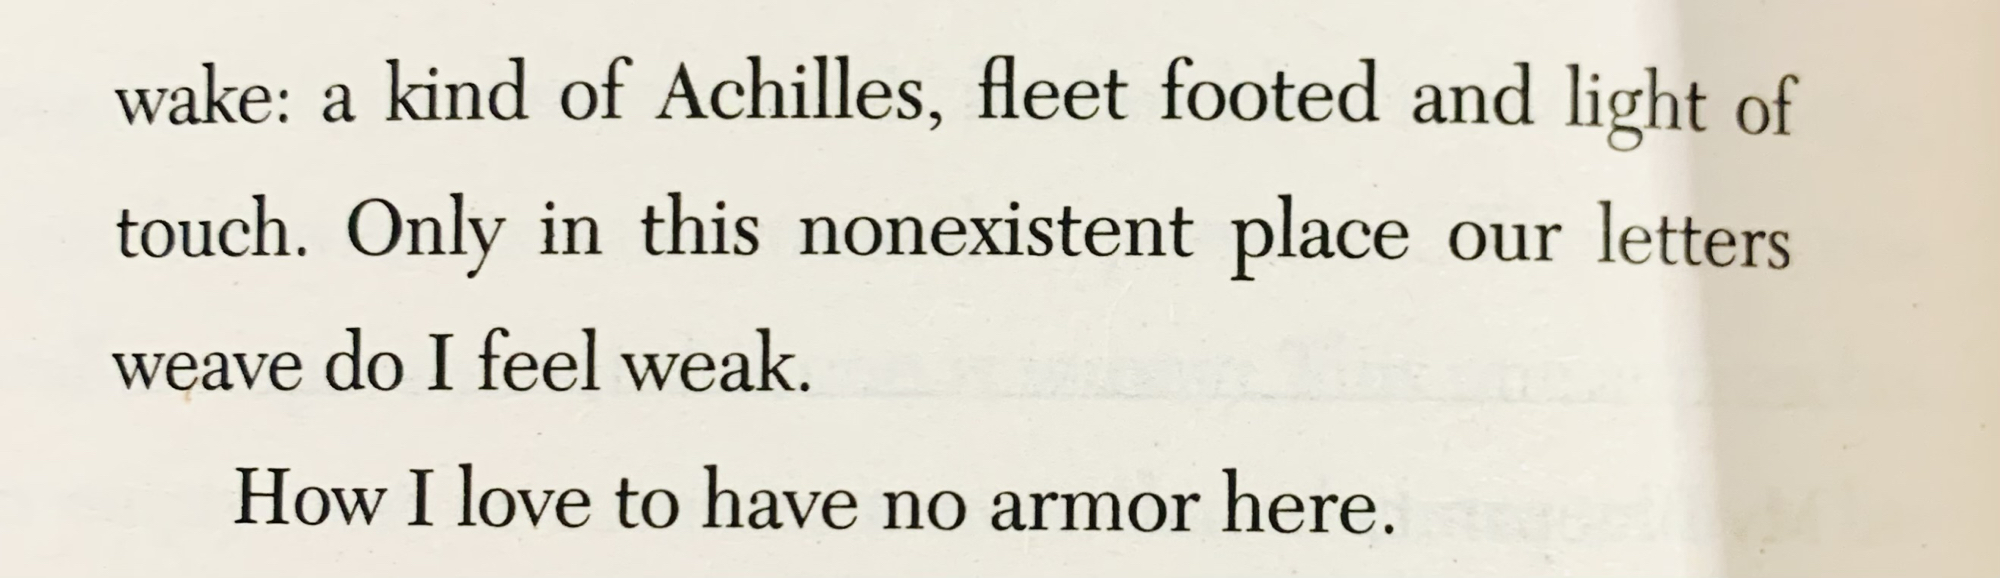 wake: a kind of Achilles, fleet footed and light of
touch. Only in this nonexistent place our letters
weave do I feel weak.
How I love to have no armor here.